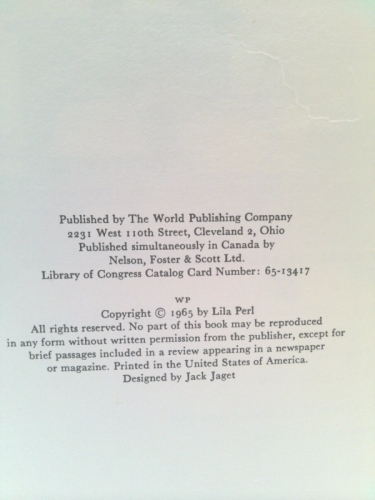 Published by The World Publishing Company
2231 West 110th Street, Cleveland 2, Ohio
Published simultaneously in Canada by
Nelson, Foster & Scott Ltd.
Library of Congress Catalog Card Number: 65-13417
WP
Copyright © 1965 by Lila Perl
All rights reserved. No part of this book may be reproduced
in any form without written permission from the publisher, except for
brief passages included in a review appearing in a newspaper
or magazine. Printed in the United States of America.
Designed by Jack Jaget